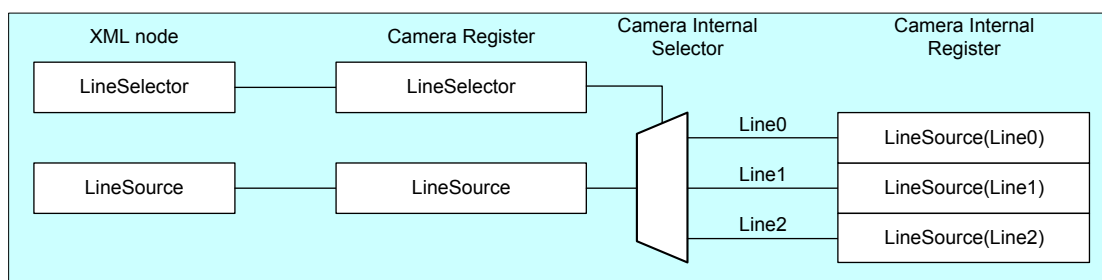 XML node
Camera Register
Camera Internal
Selector
Camera Internal
Register
LineSelector
LineSelector
Line0
LineSource(Line0)
LineSource
LineSource
Line1
LineSource(Line1)
Line2
LineSource(Line2)